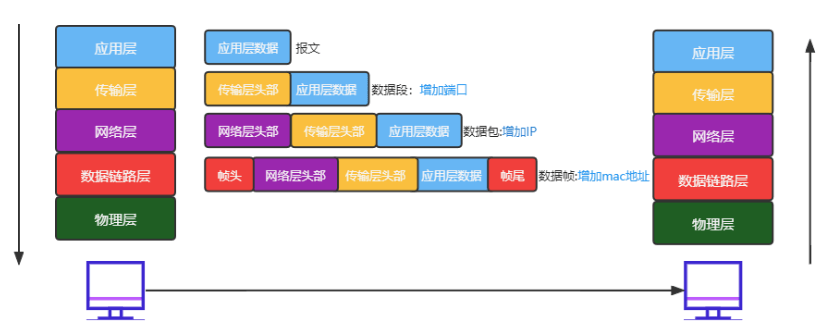 应用层
应用层数据 报文
传输层
传输层头部 应用层数据 数据段：增加端口
网络层
网络层头部 传输层头部 应用层数据 数据包:增加IP
数据链路层
帧头 网络层头部 传输层头部 应用层数据 帧尾 数据帧:增加mac地址
物理层
应用层
传输层
网络层
数据链路层
物理层